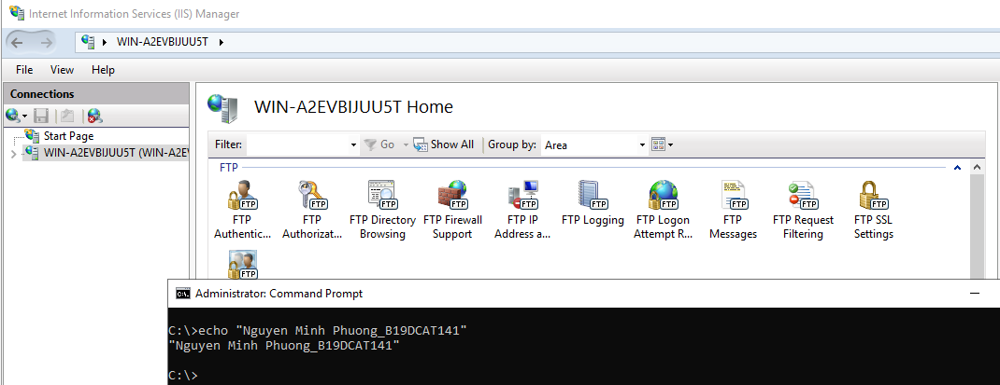 Internet Information Services (IIS) Manager
WIN-A2EVBIJUU5T
File View Help
Connections
Start Page
WIN-A2EVBIJUU5T (WIN-A2EV
WIN-A2EVBIJUU5T Home
Filter: Go Show All Group by: Area
FTP
FTP FTP FTP FTP FTP FTP FTP FTP FTP FTP
FTP Authentic... FTP Authorizat... FTP Directory Browsing FTP Firewall Support FTP IP Address a... FTP Logging FTP Logon Attempt R... FTP Messages FTP Request Filtering FTP SSL Settings
FTP
Administrator: Command Prompt
C:\>echo "Nguyen Minh Phuong_B19DCAT141"
"Nguyen Minh Phuong_B19DCAT141"
C:\>